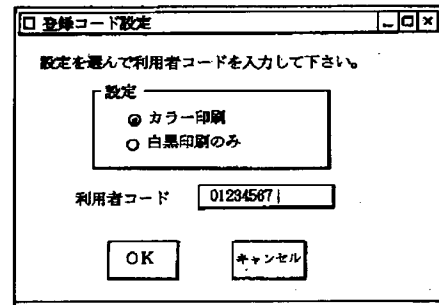 登録コード設定
設定を選んで利用者コードを入力して下さい。
設定
カラー印刷
白黒印刷のみ
利用者コード 01234567
OK キャンセル